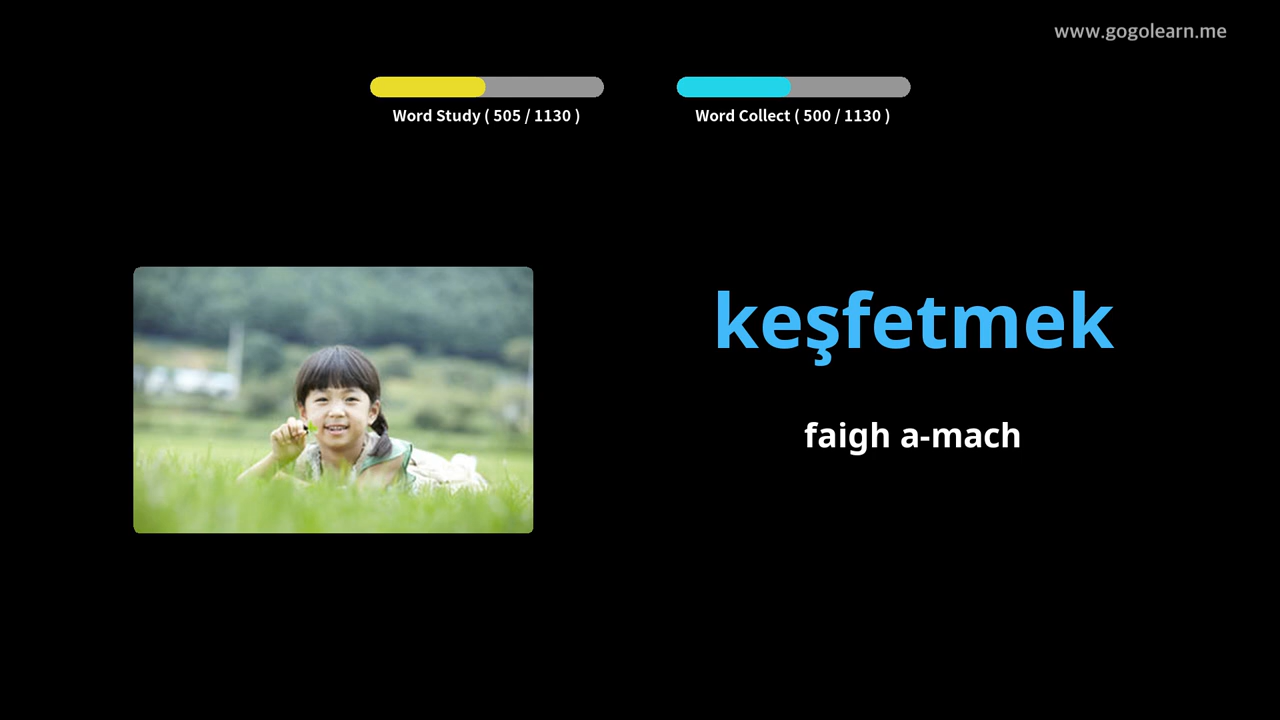 www.gogolearn.me
Word Study ( 505 / 1130 )
Word Collect ( 500 / 1130 )
keşfetmek
faigh a-mach